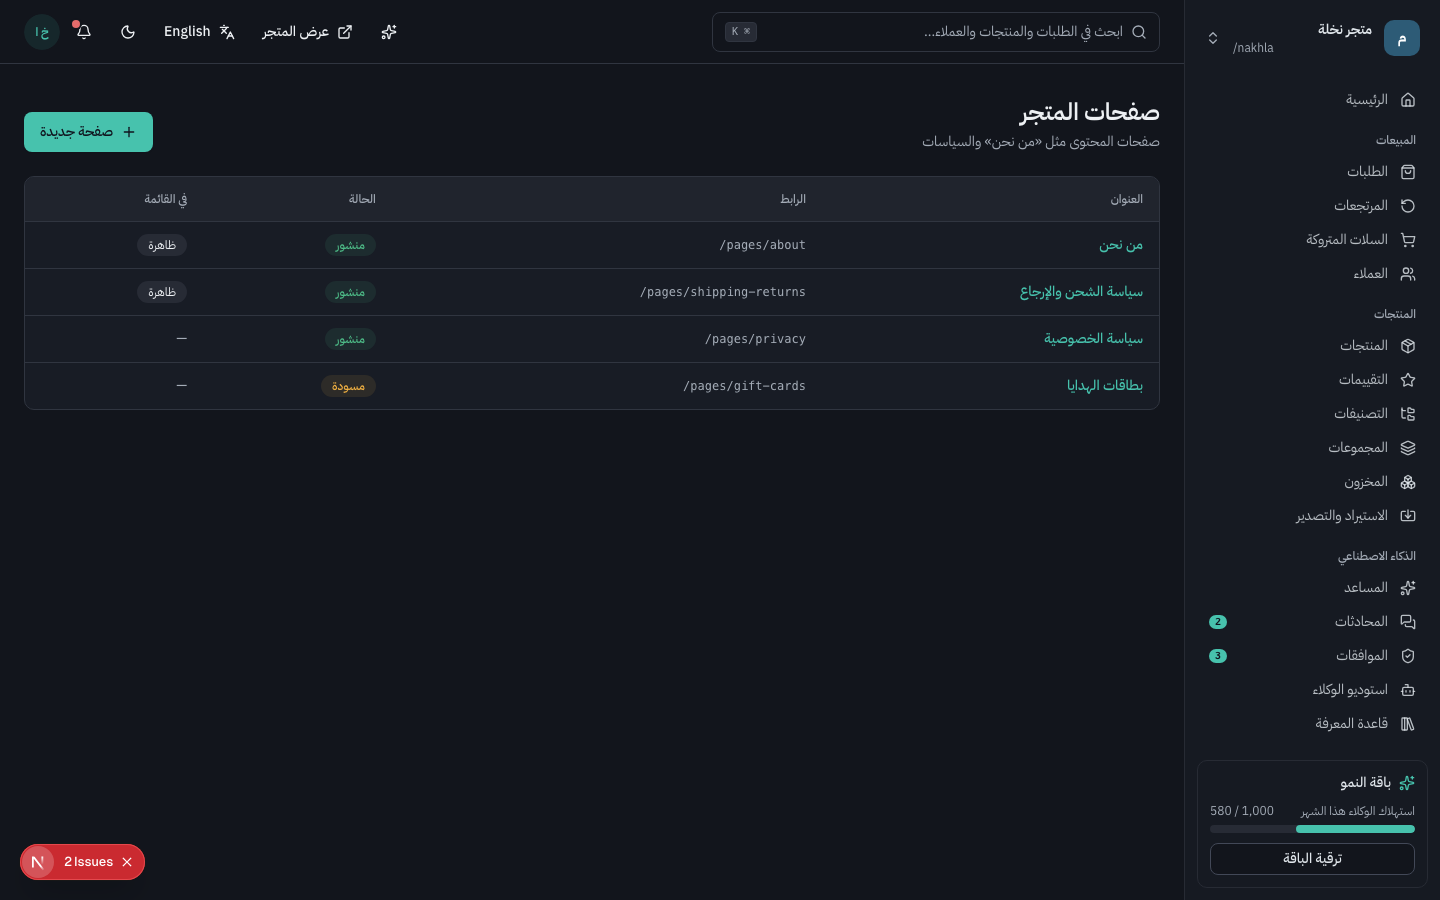 متجر نخلة
م
/nakhla
ابحث في الطلبات والمنتجات والعملاء...
⌘ K
عرض المتجر
English
خ ا
الرئيسية
المبيعات
الطلبات
المرتجعات
السلات المتروكة
العملاء
المنتجات
المنتجات
التقييمات
التصنيفات
المجموعات
المخزون
الاستيراد والتصدير
الذكاء الاصطناعي
المساعد
المحادثات 2
الموافقات 3
استوديو الوكلاء
قاعدة المعرفة
باقة النمو
استهلاك الوكلاء هذا الشهر 580 / 1,000
ترقية الباقة
صفحات المتجر
صفحات المحتوى مثل «من نحن» والسياسات
صفحة جديدة
العنوان الرابط الحالة في القائمة
من نحن /pages/about منشور ظاهرة
سياسة الشحن والإرجاع /pages/shipping-returns منشور ظاهرة
سياسة الخصوصية /pages/privacy منشور —
بطاقات الهدايا /pages/gift-cards مسودة —
N 2 Issues